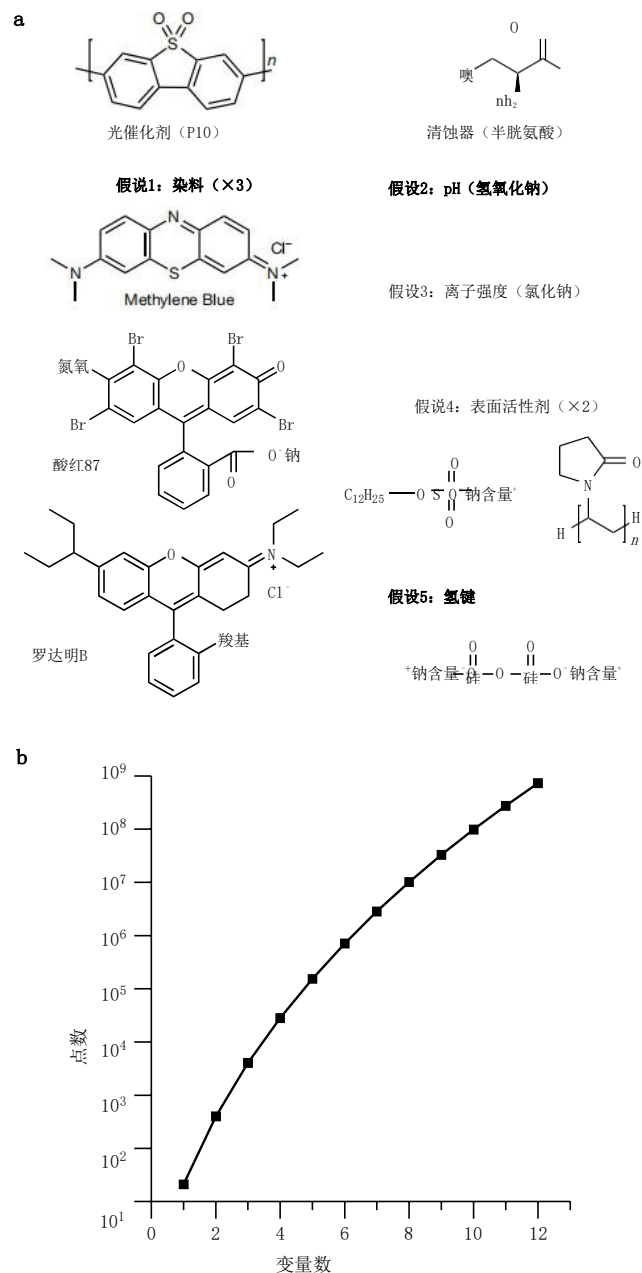 a
O O
S
n
光催化剂（P10）
O
噢
nh₂
清蚀器（半胱氨酸）
假说1: 染料（×3）
假设2: pH（氢氧化钠）
N
Cl⁻
N
S
N
+
Methylene Blue
假设3: 离子强度（氯化钠）
Br Br
氮氧
O
O
Br
Br
酸红87
O⁻钠
O
假说4: 表面活性剂（×2）
O
C₁₂H₂₅
O S O
钠含量⁺
O
N
O
H
H
n
O
N
+
Cl⁻
罗达明B
羧基
假设5: 氢键
O O
⁺钠含量⁻O 硅 O 硅 O⁻钠含量⁺
b
10⁹
10⁸
10⁷
10⁶
10⁵
10⁴
10³
10²
10¹
点数
0 2 4 6 8 10 12
变量数